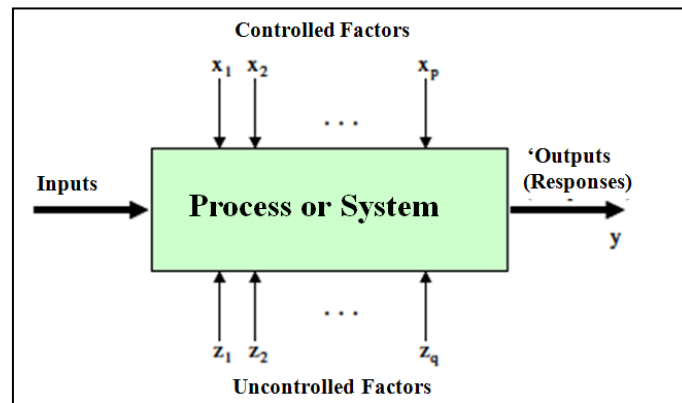 Controlled Factors
x1 x2 xp
. . .
Inputs
Process or System
‘Outputs
(Responses)
y
. . .
z1 z2 zq
Uncontrolled Factors